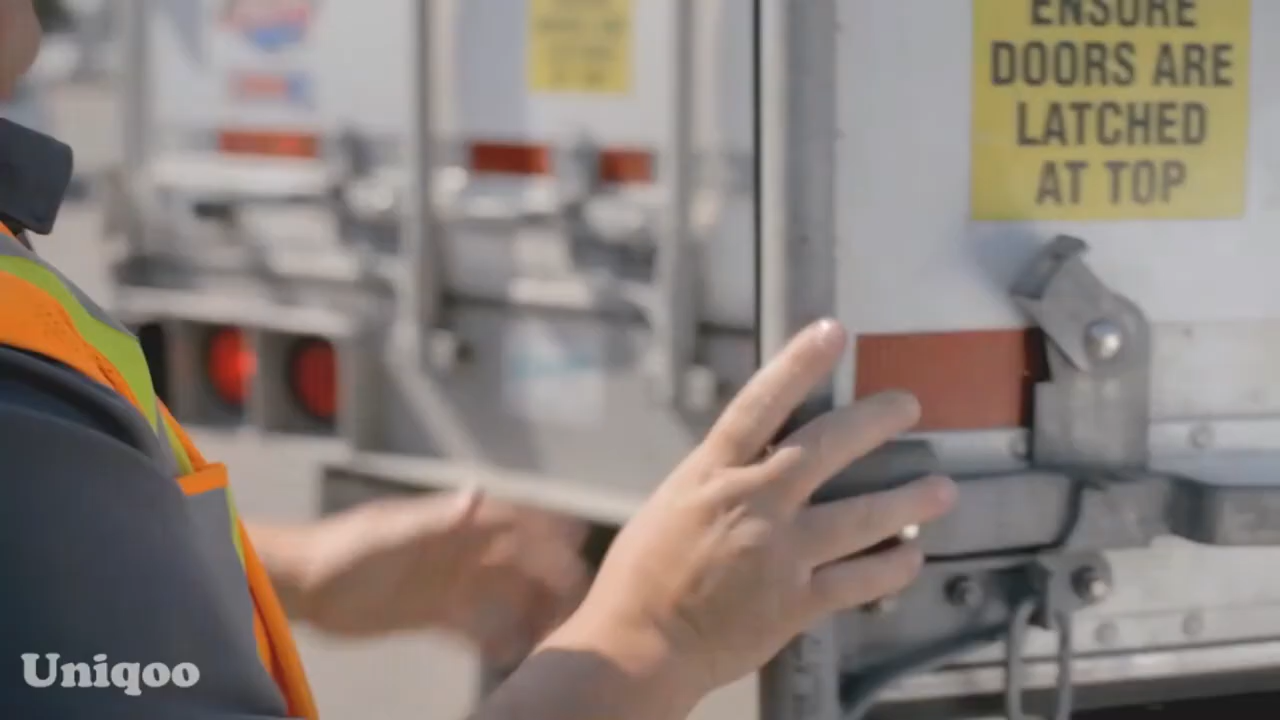 ENSURE
DOORS ARE
LATCHED
AT TOP
Uniqoo